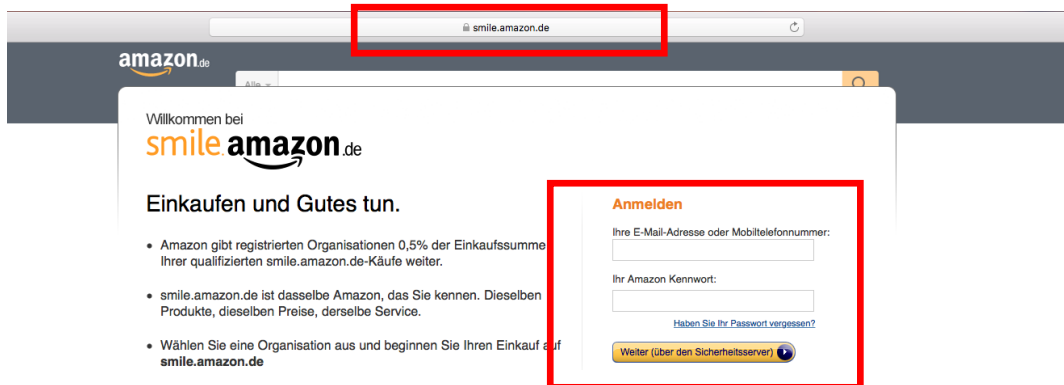 smile.amazon.de
amazon.de
Alle
Willkommen bei
smile.amazon.de
Einkaufen und Gutes tun.
• Amazon gibt registrierten Organisationen 0,5% der Einkaufssumme
Ihrer qualifizierten smile.amazon.de-Käufe weiter.
• smile.amazon.de ist dasselbe Amazon, das Sie kennen. Dieselben
Produkte, dieselben Preise, derselbe Service.
• Wählen Sie eine Organisation aus und beginnen Sie Ihren Einkauf auf
smile.amazon.de
Anmelden
Ihre E-Mail-Adresse oder Mobiltelefonnummer:
Ihr Amazon Kennwort:
Haben Sie Ihr Passwort vergessen?
Weiter (über den Sicherheitsserver)